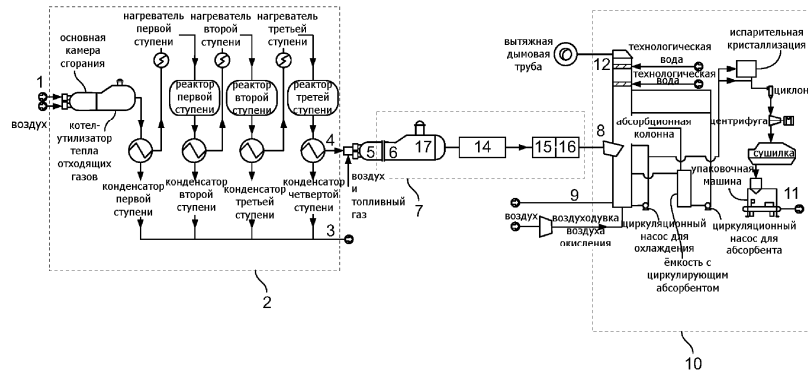 нагреватель
первой
ступени
нагреватель
второй
ступени
нагреватель
третьей
ступени
основная
камера
сгорания
1
воздух
котел-
утилизатор
тепла
отходящих
газов
реактор
первой
ступени
реактор
второй
ступени
реактор
третей
ступени
конденсатор
первой
ступени
конденсатор
второй
ступени
конденсатор
третьей
ступени
конденсатор
четвертой
ступени
2
3
4
воздух
и
топливный
газ
5
6
17
7
14
15
16
8
9
воздух
воздуходувка
воздуха
окисления
вытяжная
дымовая
труба
12
технологическая
вода
технологическая
вода
абсорбционная
колонна
испарительная
кристаллизация
циклон
центрифуга
сушилка
упаковочная
машина
11
циркуляционный
насос для
охлаждения
ёмкость с
циркулирующим
абсорбентом
циркуляционный
насос для
абсорбента
10